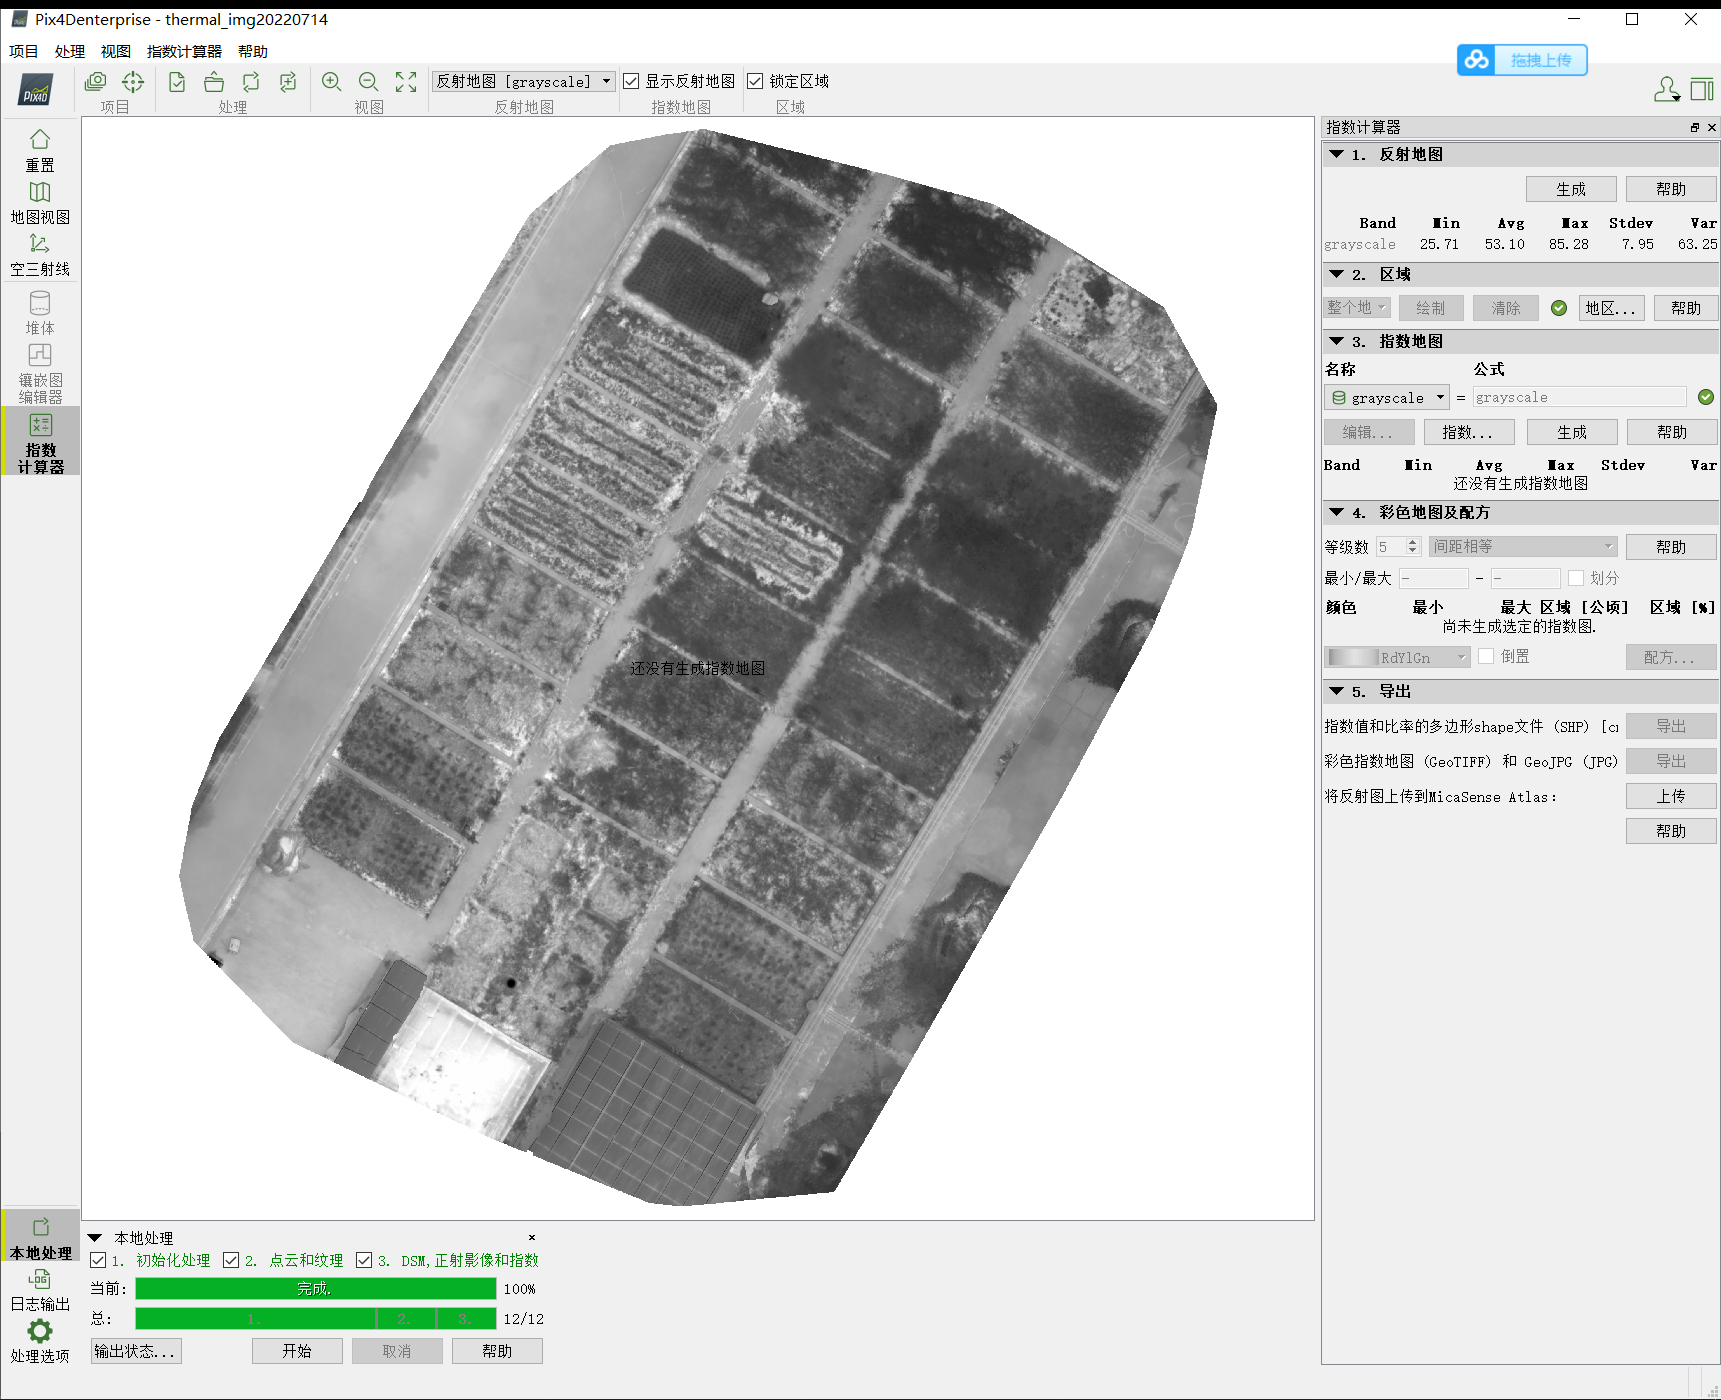 Pix4Denterprise - thermal_img20220714
项目 处理 视图 指数计算器 帮助
拖拽上传
PIX4D
反射地图 [grayscale] 显示反射地图 锁定区域
项目 处理 视图 反射地图 指数地图 区域
重置
地图视图
空三射线
堆体
镶嵌图
编辑器
指数
计算器
还没有生成指数地图
指数计算器
1. 反射地图
生成 帮助
Band Min Avg Max Stdev Var
grayscale 25.71 53.10 85.28 7.95 63.25
2. 区域
整个地 绘制 清除 地区... 帮助
3. 指数地图
名称 公式
grayscale = grayscale
编辑... 指数... 生成 帮助
Band Min Avg Max Stdev Var
还没有生成指数地图
4. 彩色地图及配方
等级数 5 间距相等 帮助
最小/最大 - - - 划分
颜色 最小 最大 区域 [公顷] 区域 [%]
尚未生成选定的指数图.
RdYlGn 倒置 配方...
5. 导出
指数值和比率的多边形shape文件 (SHP) [cm 导出
彩色指数地图 (GeoTIFF) 和 GeoJPG (JPG) 导出
将反射图上传到MicaSense Atlas: 上传
帮助
本地处理
LOG
日志输出
处理选项
本地处理
1. 初始化处理 2. 点云和纹理 3. DSM,正射影像和指数
当前: 完成. 100%
总: 1. 2. 3. 12/12
输出状态... 开始 取消 帮助